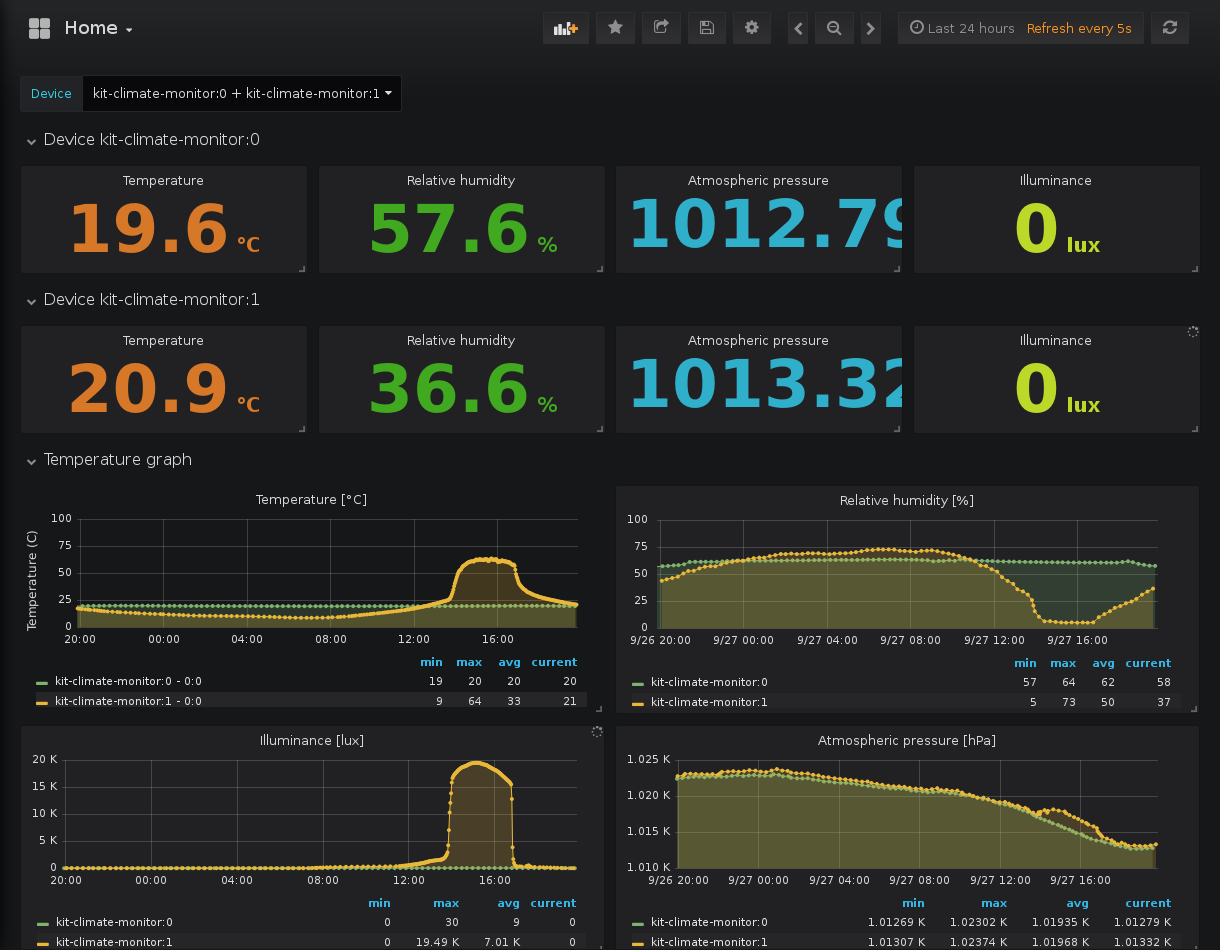 Home
Last 24 hours Refresh every 5s
Device kit-climate-monitor:0 + kit-climate-monitor:1
Device kit-climate-monitor:0
Temperature Relative humidity Atmospheric pressure Illuminance
19.6 °C 57.6 % 1012.79 0 lux
Device kit-climate-monitor:1
Temperature Relative humidity Atmospheric pressure Illuminance
20.9 °C 36.6 % 1013.32 0 lux
Temperature graph
Temperature [°C]
Temperature (C)
100
75
50
25
0
20:00 00:00 04:00 08:00 12:00 16:00
min max avg current
kit-climate-monitor:0 - 0:0 19 20 20 20
kit-climate-monitor:1 - 0:0 9 64 33 21
Relative humidity [%]
100
75
50
25
0
9/26 20:00 9/27 00:00 9/27 04:00 9/27 08:00 9/27 12:00 9/27 16:00
min max avg current
kit-climate-monitor:0 57 64 62 58
kit-climate-monitor:1 5 73 50 37
Illuminance [lux]
20 K
15 K
10 K
5 K
0
20:00 00:00 04:00 08:00 12:00 16:00
min max avg current
kit-climate-monitor:0 0 30 9 0
kit-climate-monitor:1 0 19.49 K 7.01 K 0
Atmospheric pressure [hPa]
1.025 K
1.020 K
1.015 K
1.010 K
9/26 20:00 9/27 00:00 9/27 04:00 9/27 08:00 9/27 12:00 9/27 16:00
min max avg current
kit-climate-monitor:0 1.01269 K 1.02302 K 1.01935 K 1.01279 K
kit-climate-monitor:1 1.01307 K 1.02374 K 1.01968 K 1.01332 K